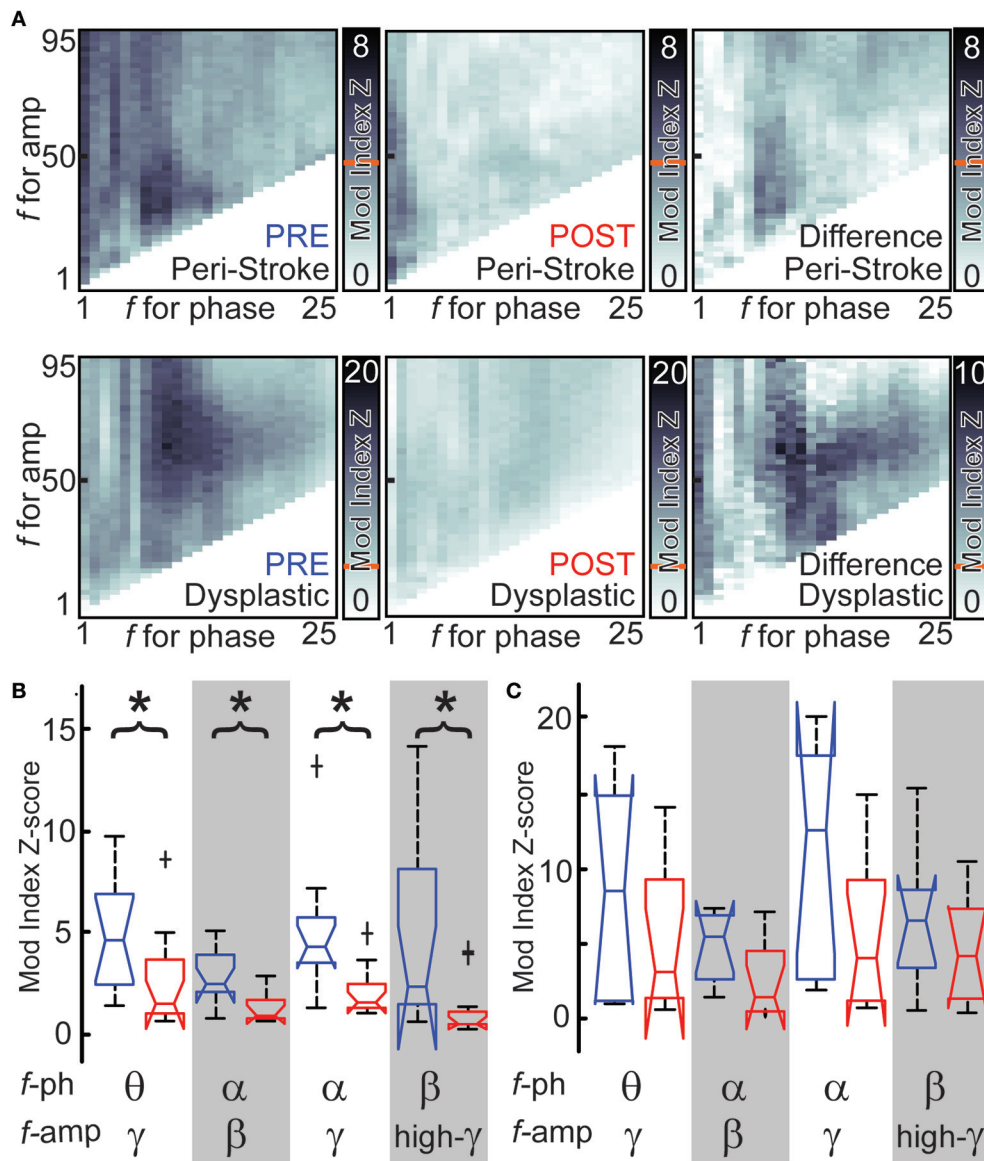 A
95
50
1
f for amp
PRE
Peri-Stroke
8
Mod Index Z
0
POST
Peri-Stroke
8
Mod Index Z
0
Difference
Peri-Stroke
8
Mod Index Z
0
1 f for phase 25
1 f for phase 25
1 f for phase 25
95
50
1
f for amp
PRE
Dysplastic
20
Mod Index Z
0
POST
Dysplastic
20
Mod Index Z
0
Difference
Dysplastic
10
Mod Index Z
0
1 f for phase 25
1 f for phase 25
1 f for phase 25
B
Mod Index Z-score
15
10
5
0
* * * *
f-ph θ α α β
f-amp γ β γ high-γ
C
Mod Index Z-score
20
10
0
θ α α β
γ β γ high-γ